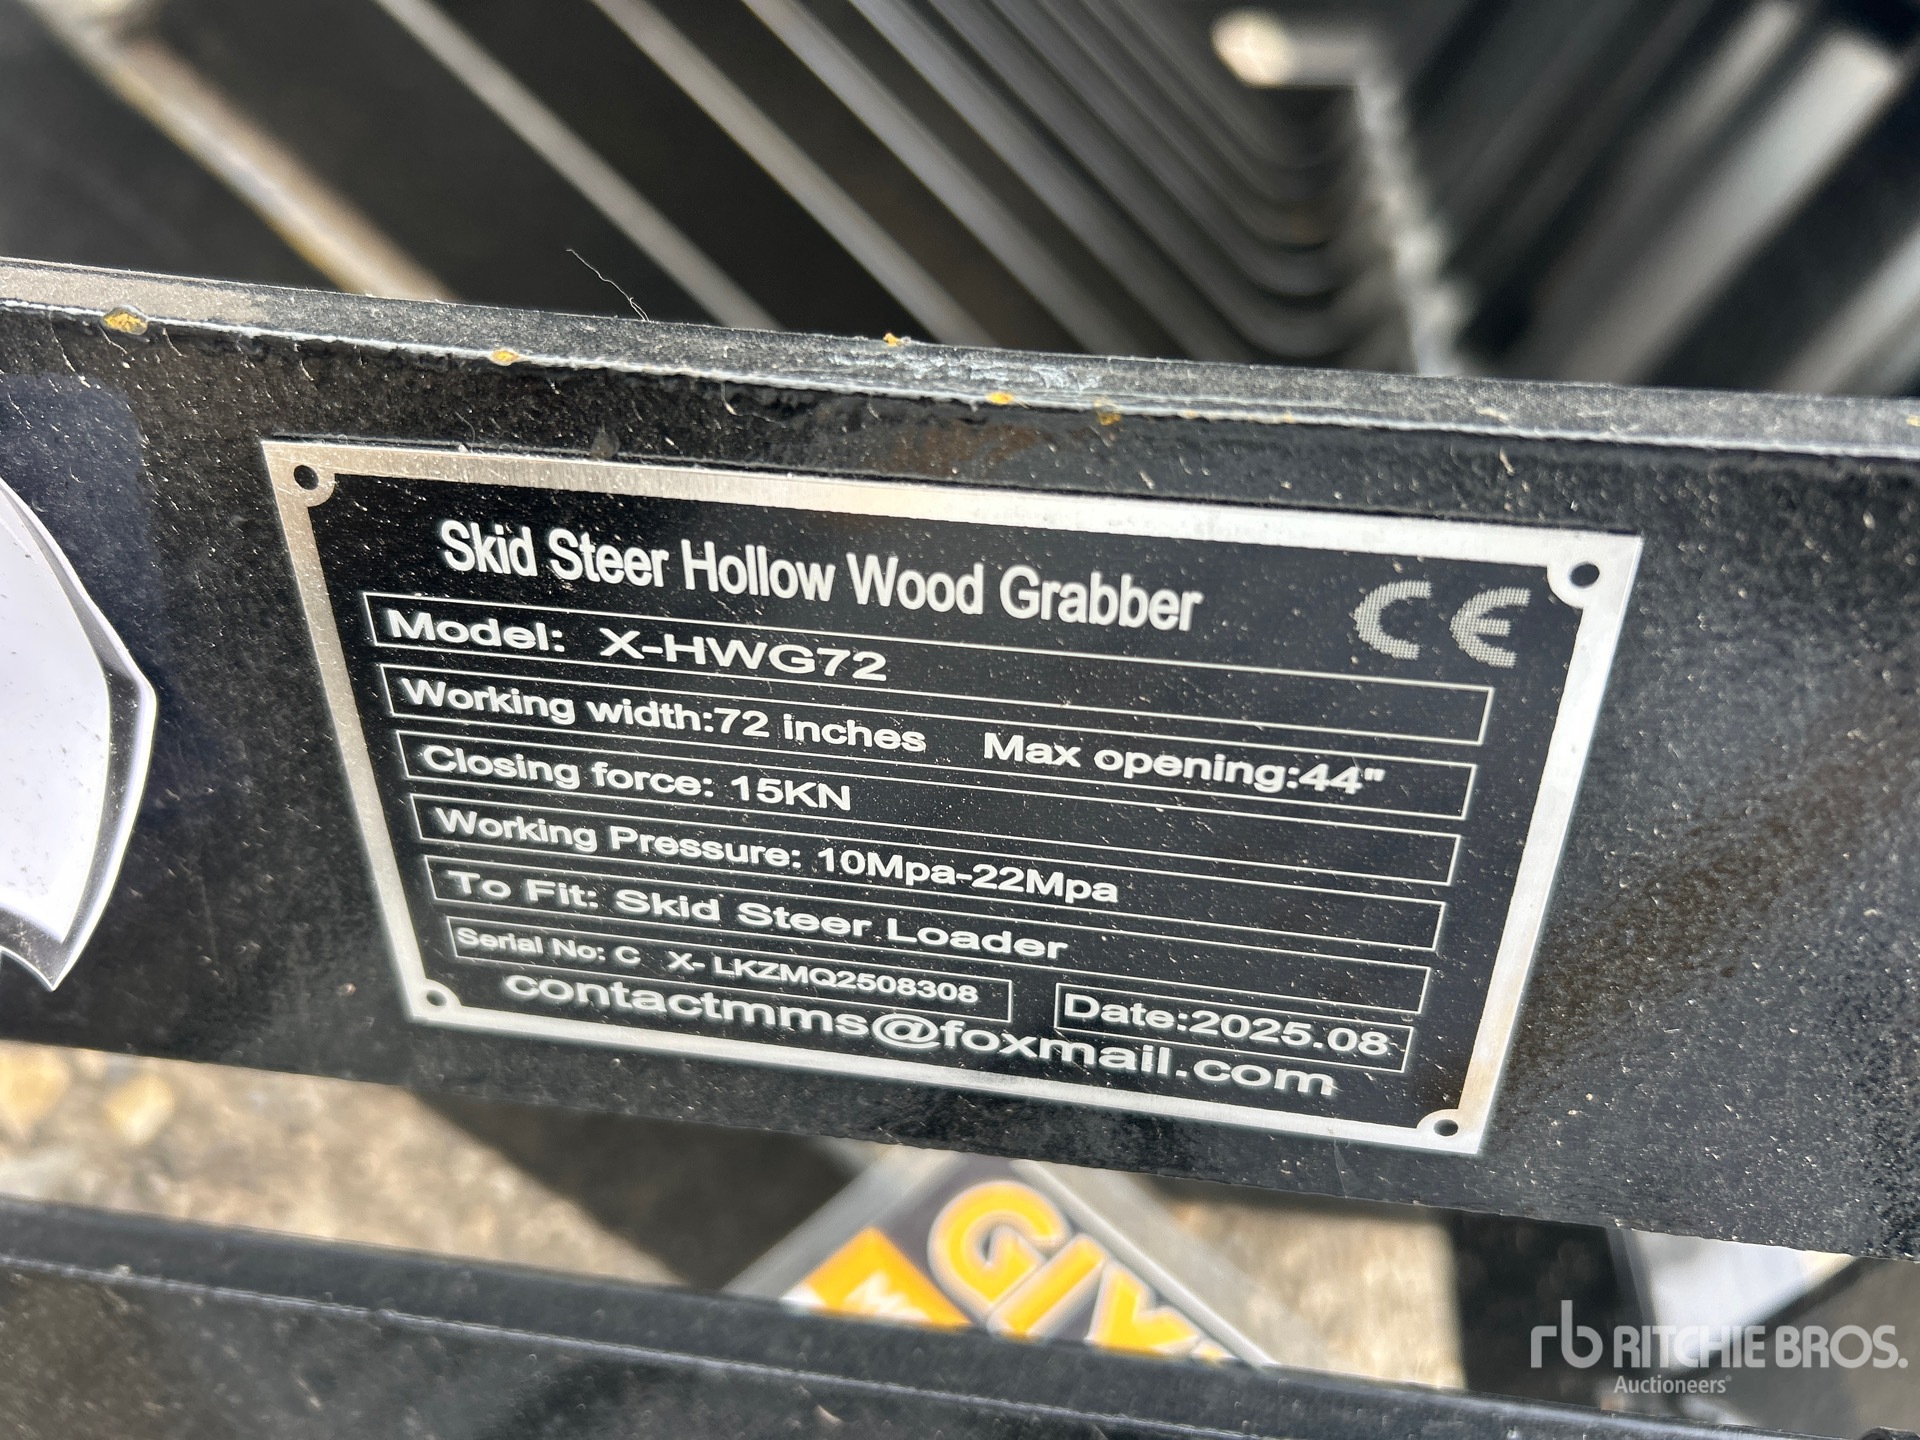 Skid Steer Hollow Wood Grabber
CE
Model: X-HWG72
Working width:72 inches Max opening:44"
Closing force: 15KN
Working Pressure: 10Mpa-22Mpa
To Fit: Skid Steer Loader
Serial No: C X- LKZMQ2508308
Date:2025.08
contactmms@foxmail.com
rb RITCHIE BROS.
Auctioneers